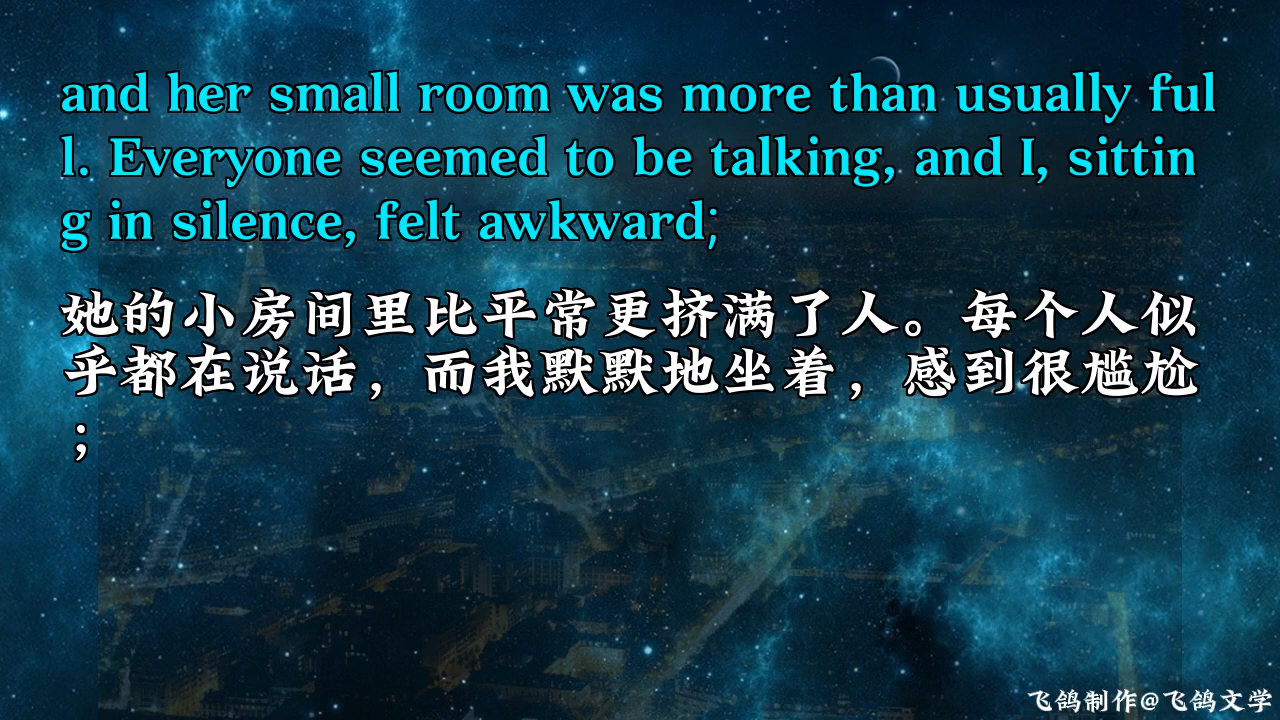 and her small room was more than usually ful
l. Everyone seemed to be talking, and I, sittin
g in silence, felt awkward;
她的小房间里比平常更挤满了人。每个人似
乎都在说话，而我默默地坐着，感到很尴尬
；
飞鸽制作@飞鸽文学